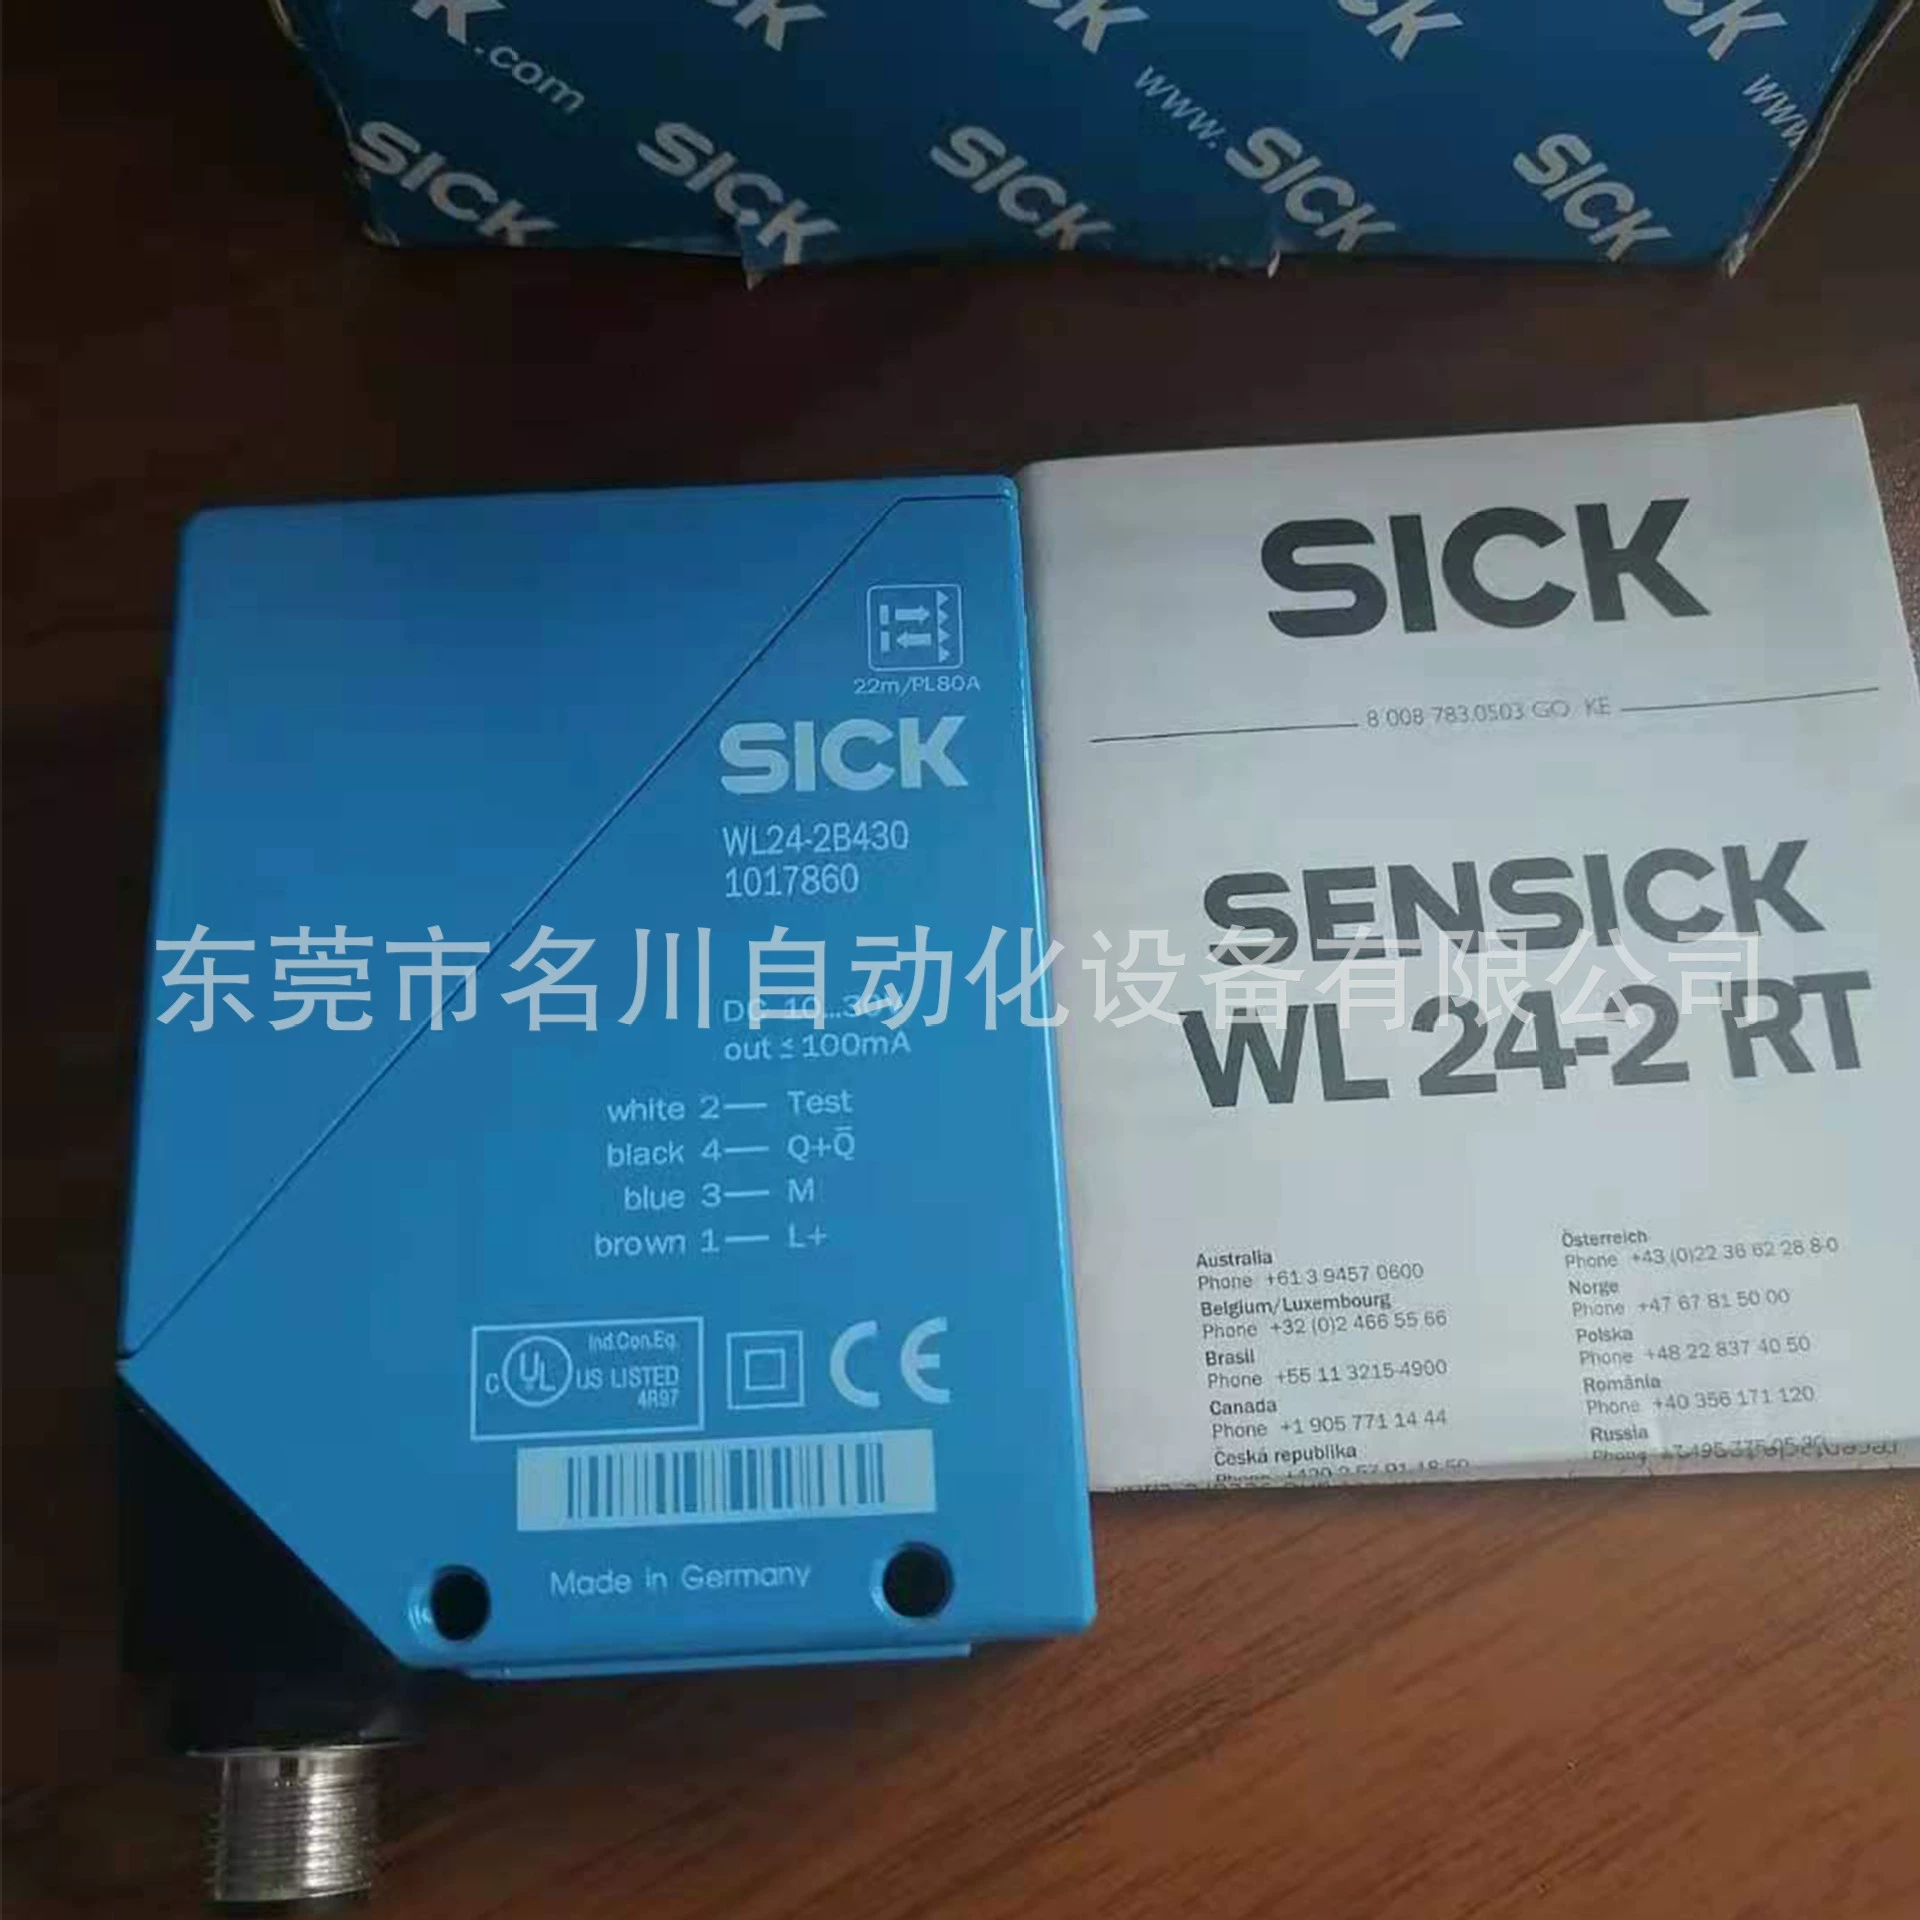 .com
SICK SICK SICK www.SICK SICK
www
22m/PL80A
SICK
WL24-2B430
1017860
DC 10...30V
out ≤ 100mA
white 2 — Test
black 4 — Q+Q̅
blue 3 — M
brown 1 — L+
Ind.Con.Eq.
C UL US LISTED
4R97
CE
Made in Germany
SICK
8 008 783.0503 GO KE
SENSICK
WL 24-2 RT
Australia
Phone +61 3 9457 0600
Belgium/Luxembourg
Phone +32 (0)2 466 55 66
Brasil
Phone +55 11 3215-4900
Canada
Phone +1 905 771 14 44
Česká republika
Österreich
Phone +43 (0)22 36 62 28 8-0
Norge
Phone +47 67 81 50 00
Polska
Phone +48 22 837 40 50
România
Phone +40 356 171 120
Russia
东莞市名川自动化设备有限公司